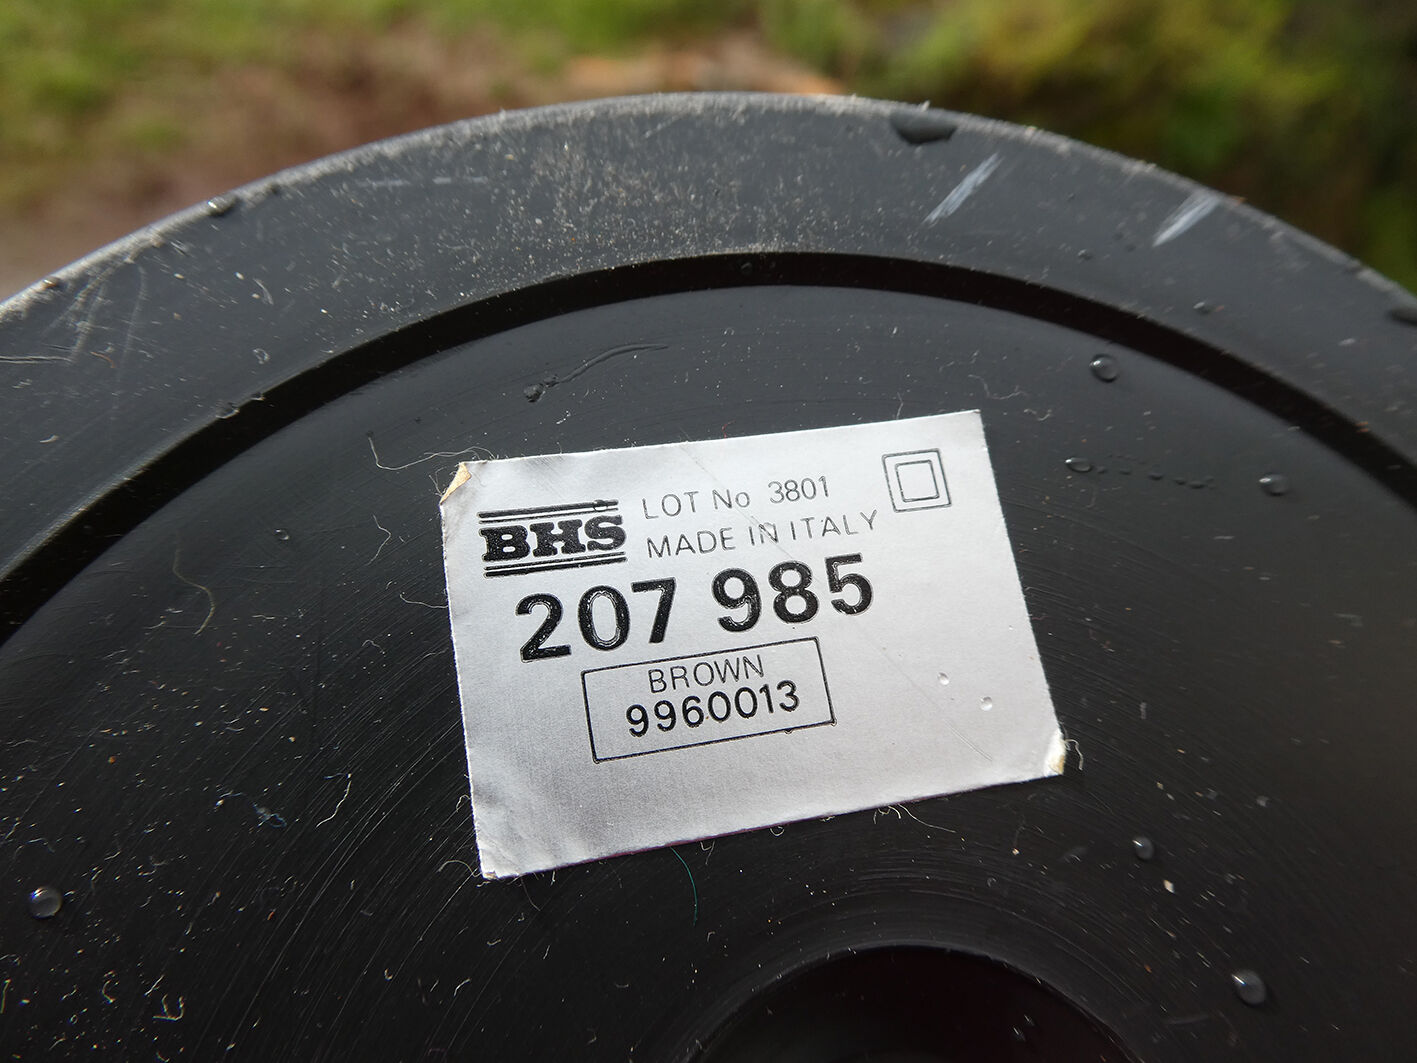 BHS
LOT No 3801
MADE IN ITALY
207 985
BROWN
9960013